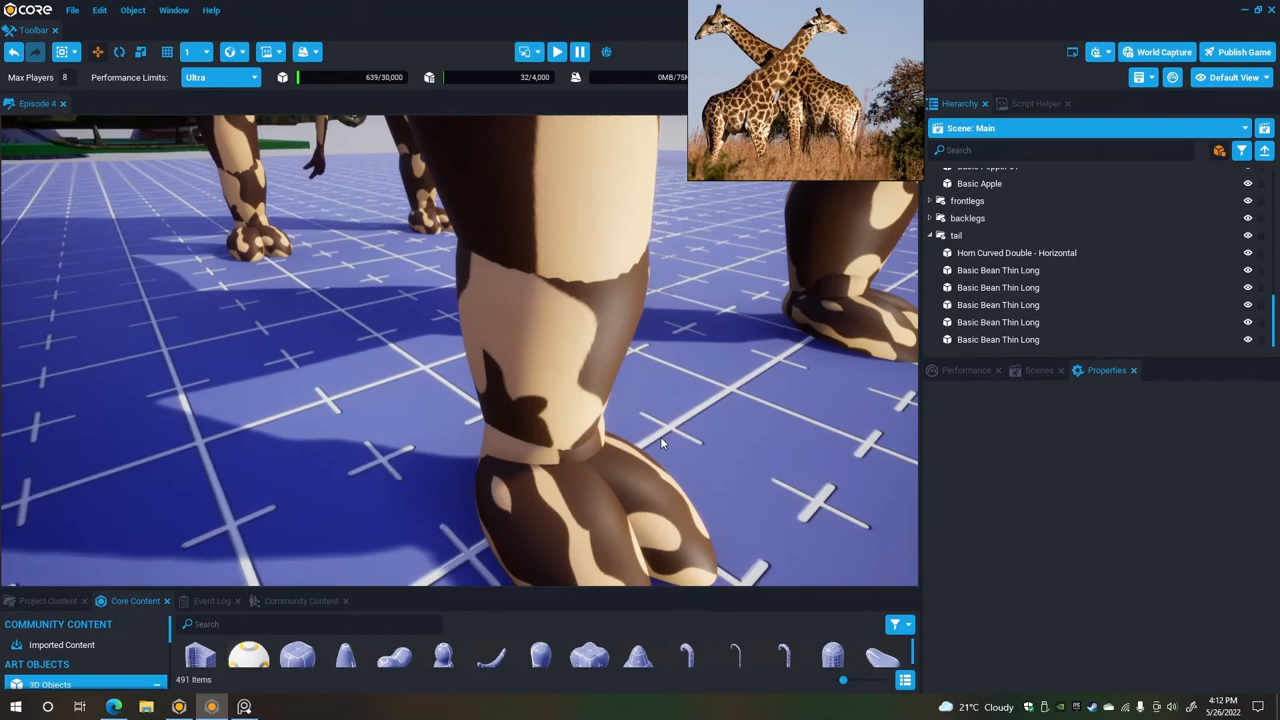 CORE File Edit Object Window Help
Toolbar
1
World Capture Publish Game
Max Players 8 Performance Limits: Ultra 639/30,000 32/4,000 0MB/75M
Default View
Episode 4
Hierarchy Script Helper
Scene: Main
Search
Basic Apple
frontlegs
backlegs
tail
Horn Curved Double - Horizontal
Basic Bean Thin Long
Basic Bean Thin Long
Basic Bean Thin Long
Basic Bean Thin Long
Basic Bean Thin Long
Performance Scenes Properties
Project Content Core Content Event Log Community Content
COMMUNITY CONTENT
Search
Imported Content
ART OBJECTS
3D Objects
491 Items
21°C Cloudy
4:12 PM
5/26/2022